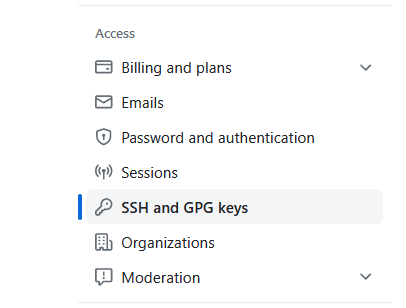 Access
Billing and plans
Emails
Password and authentication
Sessions
SSH and GPG keys
Organizations
Moderation